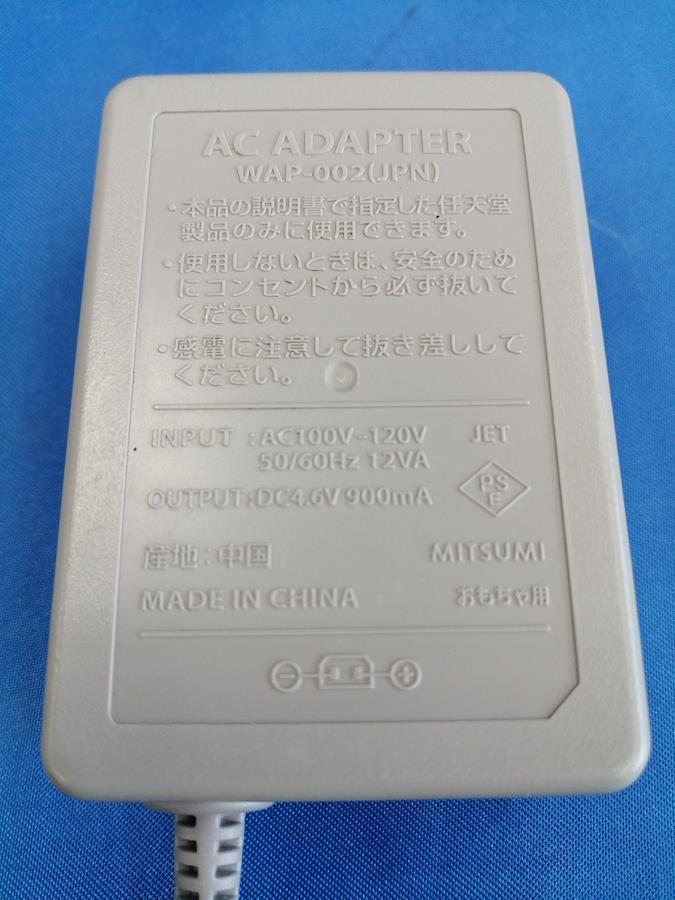 AC ADAPTER
WAP-002(JPN)
・本品の説明書で指定した任天堂
製品のみに使用できます。
・使用しないときは、安全のため
にコンセントから必ず抜いて
ください。
・感電に注意して抜き差しして
ください。
INPUT :AC100V-120V JET
50/60Hz 12VA
OUTPUT:DC4.6V 900mA
PS
E
産地:中国 MITSUMI
MADE IN CHINA おもちゃ用